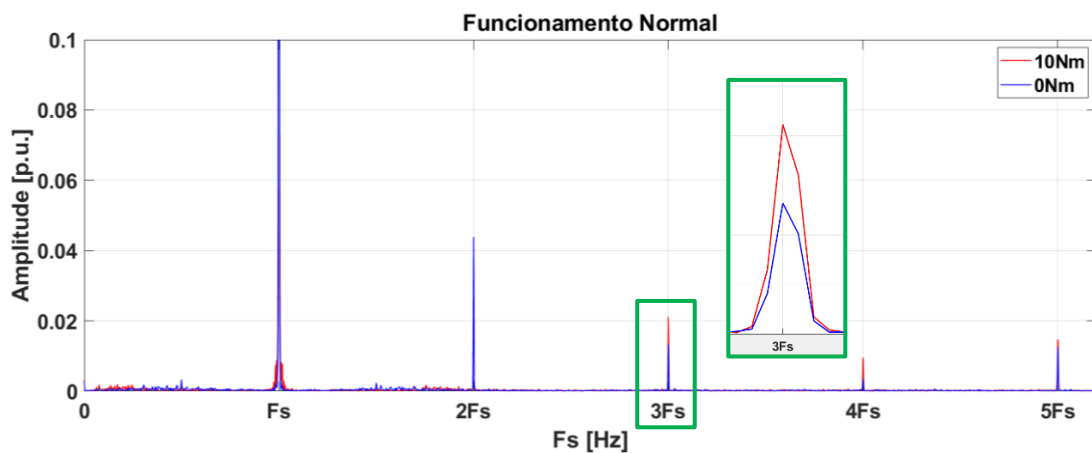 Funcionamento Normal
0.1
0.08
0.06
0.04
0.02
0
Amplitude [p.u.]
10Nm
0Nm
3Fs
0
Fs
2Fs
3Fs
4Fs
5Fs
Fs [Hz]